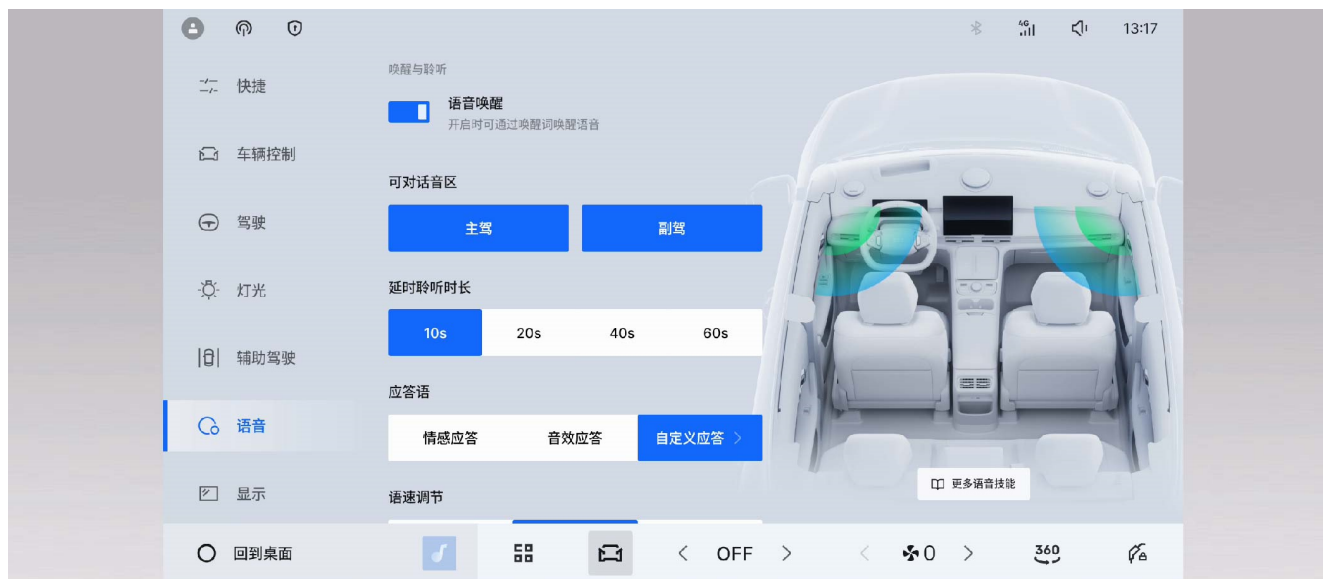 4G
13:17
快捷
车辆控制
驾驶
灯光
辅助驾驶
语音
显示
唤醒与聆听
语音唤醒
开启时可通过唤醒词唤醒语音
可对话音区
主驾 副驾
延时聆听时长
10s 20s 40s 60s
应答语
情感应答 音效应答 自定义应答 >
语速调节
更多语音技能
回到桌面 < OFF > < 0 > 360